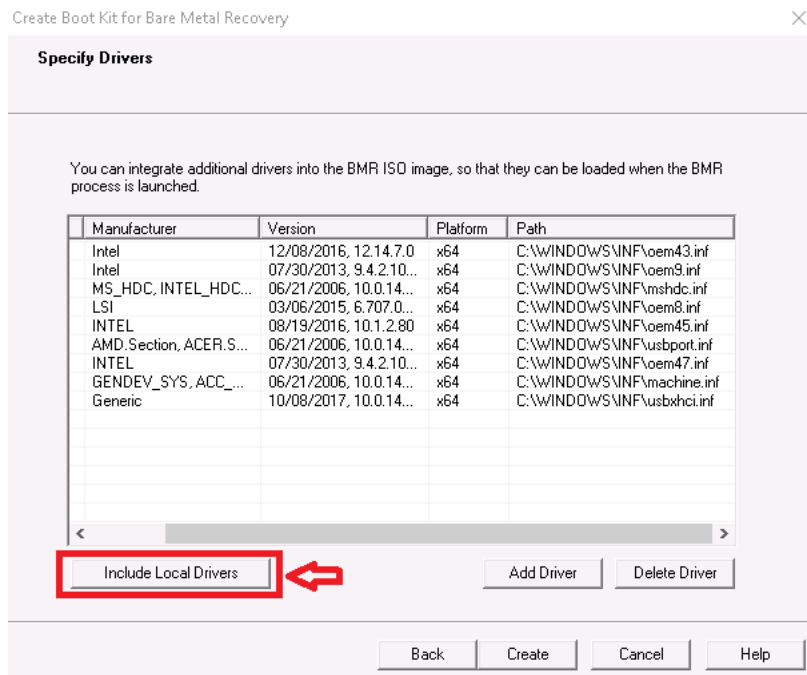 Create Boot Kit for Bare Metal Recovery
Specify Drivers
You can integrate additional drivers into the BMR ISO image, so that they can be loaded when the BMR
process is launched.
Manufacturer Version Platform Path
Intel 12/08/2016, 12.14.7.0 x64 C:\WINDOWS\INF\oem43.inf
Intel 07/30/2013, 9.4.2.10... x64 C:\WINDOWS\INF\oem9.inf
MS_HDC, INTEL_HDC... 06/21/2006, 10.0.14... x64 C:\WINDOWS\INF\mshdc.inf
LSI 03/06/2015, 6.707.0... x64 C:\WINDOWS\INF\oem8.inf
INTEL 08/19/2016, 10.1.2.80 x64 C:\WINDOWS\INF\oem45.inf
AMD.Section, ACER.S... 06/21/2006, 10.0.14... x64 C:\WINDOWS\INF\usbport.inf
INTEL 07/30/2013, 9.4.2.10... x64 C:\WINDOWS\INF\oem47.inf
GENDEV_SYS, ACC_... 06/21/2006, 10.0.14... x64 C:\WINDOWS\INF\machine.inf
Generic 10/08/2017, 10.0.14... x64 C:\WINDOWS\INF\usbxhci.inf
Include Local Drivers Add Driver Delete Driver
Back Create Cancel Help